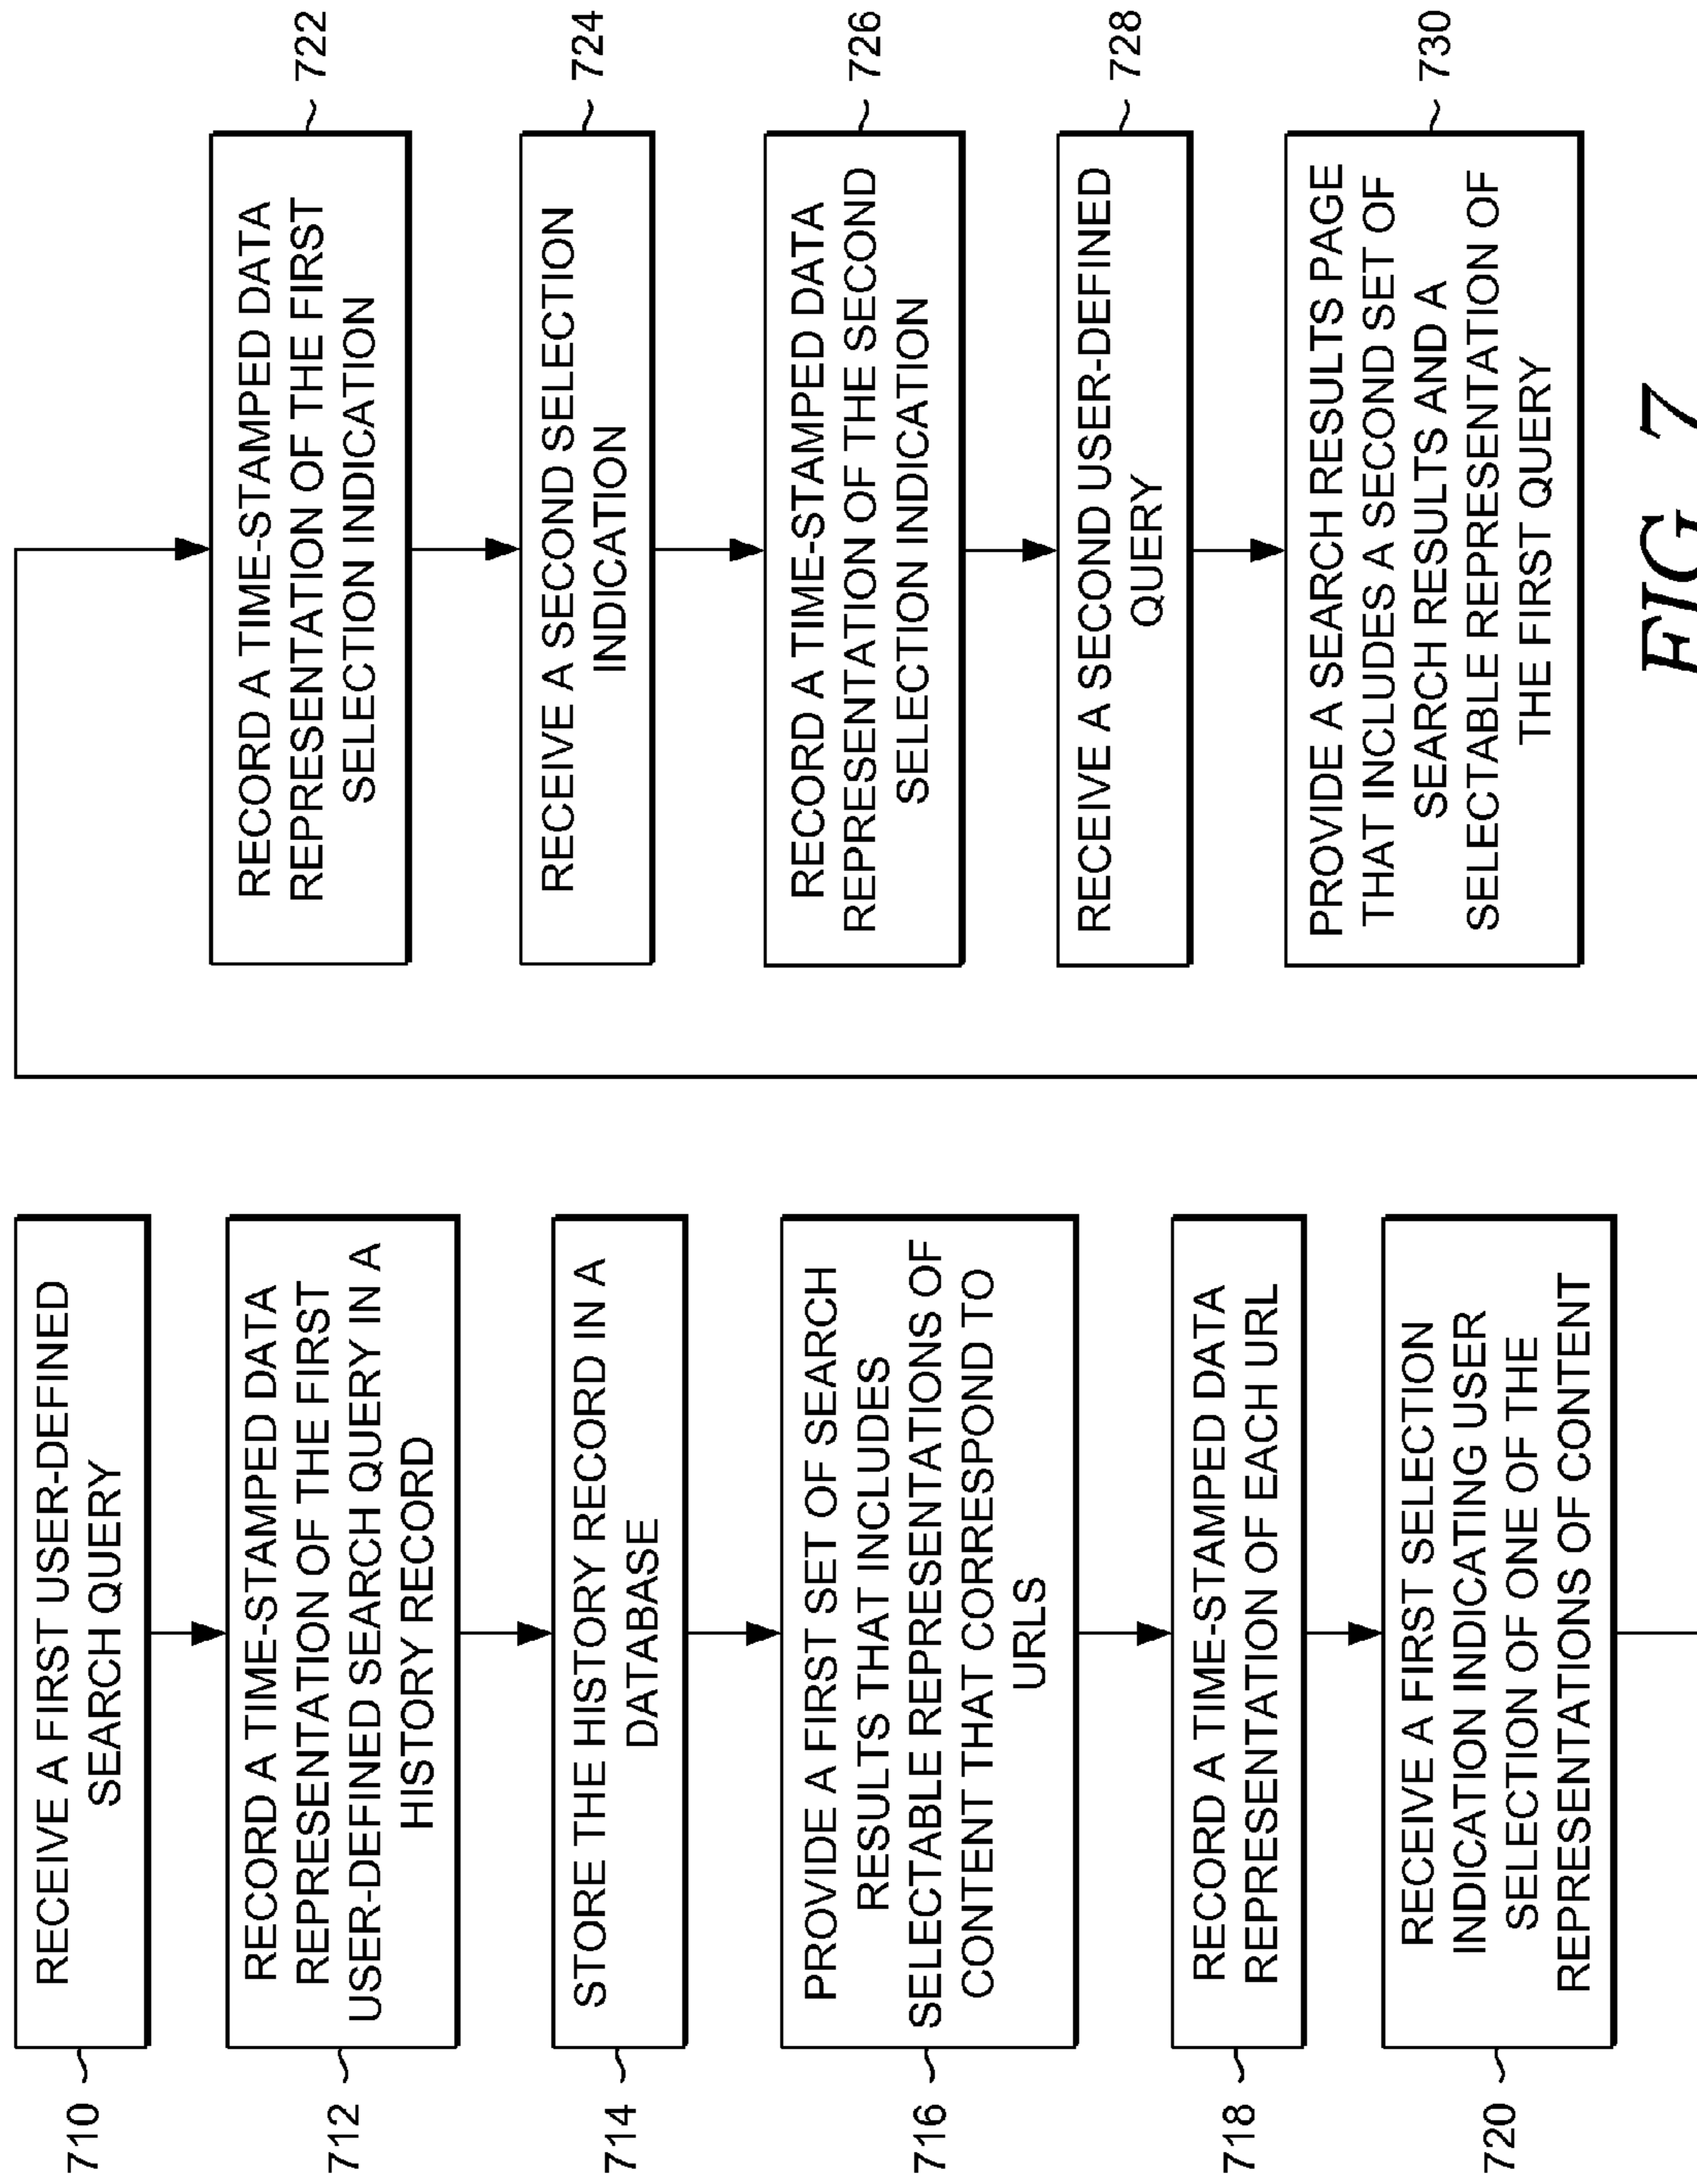 710
RECEIVE A FIRST USER-DEFINED
SEARCH QUERY
712
RECORD A TIME-STAMPED DATA
REPRESENTATION OF THE FIRST
USER-DEFINED SEARCH QUERY IN A
HISTORY RECORD
714
STORE THE HISTORY RECORD IN A
DATABASE
716
PROVIDE A FIRST SET OF SEARCH
RESULTS THAT INCLUDES
SELECTABLE REPRESENTATIONS OF
CONTENT THAT CORRESPOND TO
URLS
718
RECORD A TIME-STAMPED DATA
REPRESENTATION OF EACH URL
720
RECEIVE A FIRST SELECTION
INDICATION INDICATING USER
SELECTION OF ONE OF THE
REPRESENTATIONS OF CONTENT
722
RECORD A TIME-STAMPED DATA
REPRESENTATION OF THE FIRST
SELECTION INDICATION
724
RECEIVE A SECOND SELECTION
INDICATION
726
RECORD A TIME-STAMPED DATA
REPRESENTATION OF THE SECOND
SELECTION INDICATION
728
RECEIVE A SECOND USER-DEFINED
QUERY
730
PROVIDE A SEARCH RESULTS PAGE
THAT INCLUDES A SECOND SET OF
SEARCH RESULTS AND A
SELECTABLE REPRESENTATION OF
THE FIRST QUERY
FIG. 7